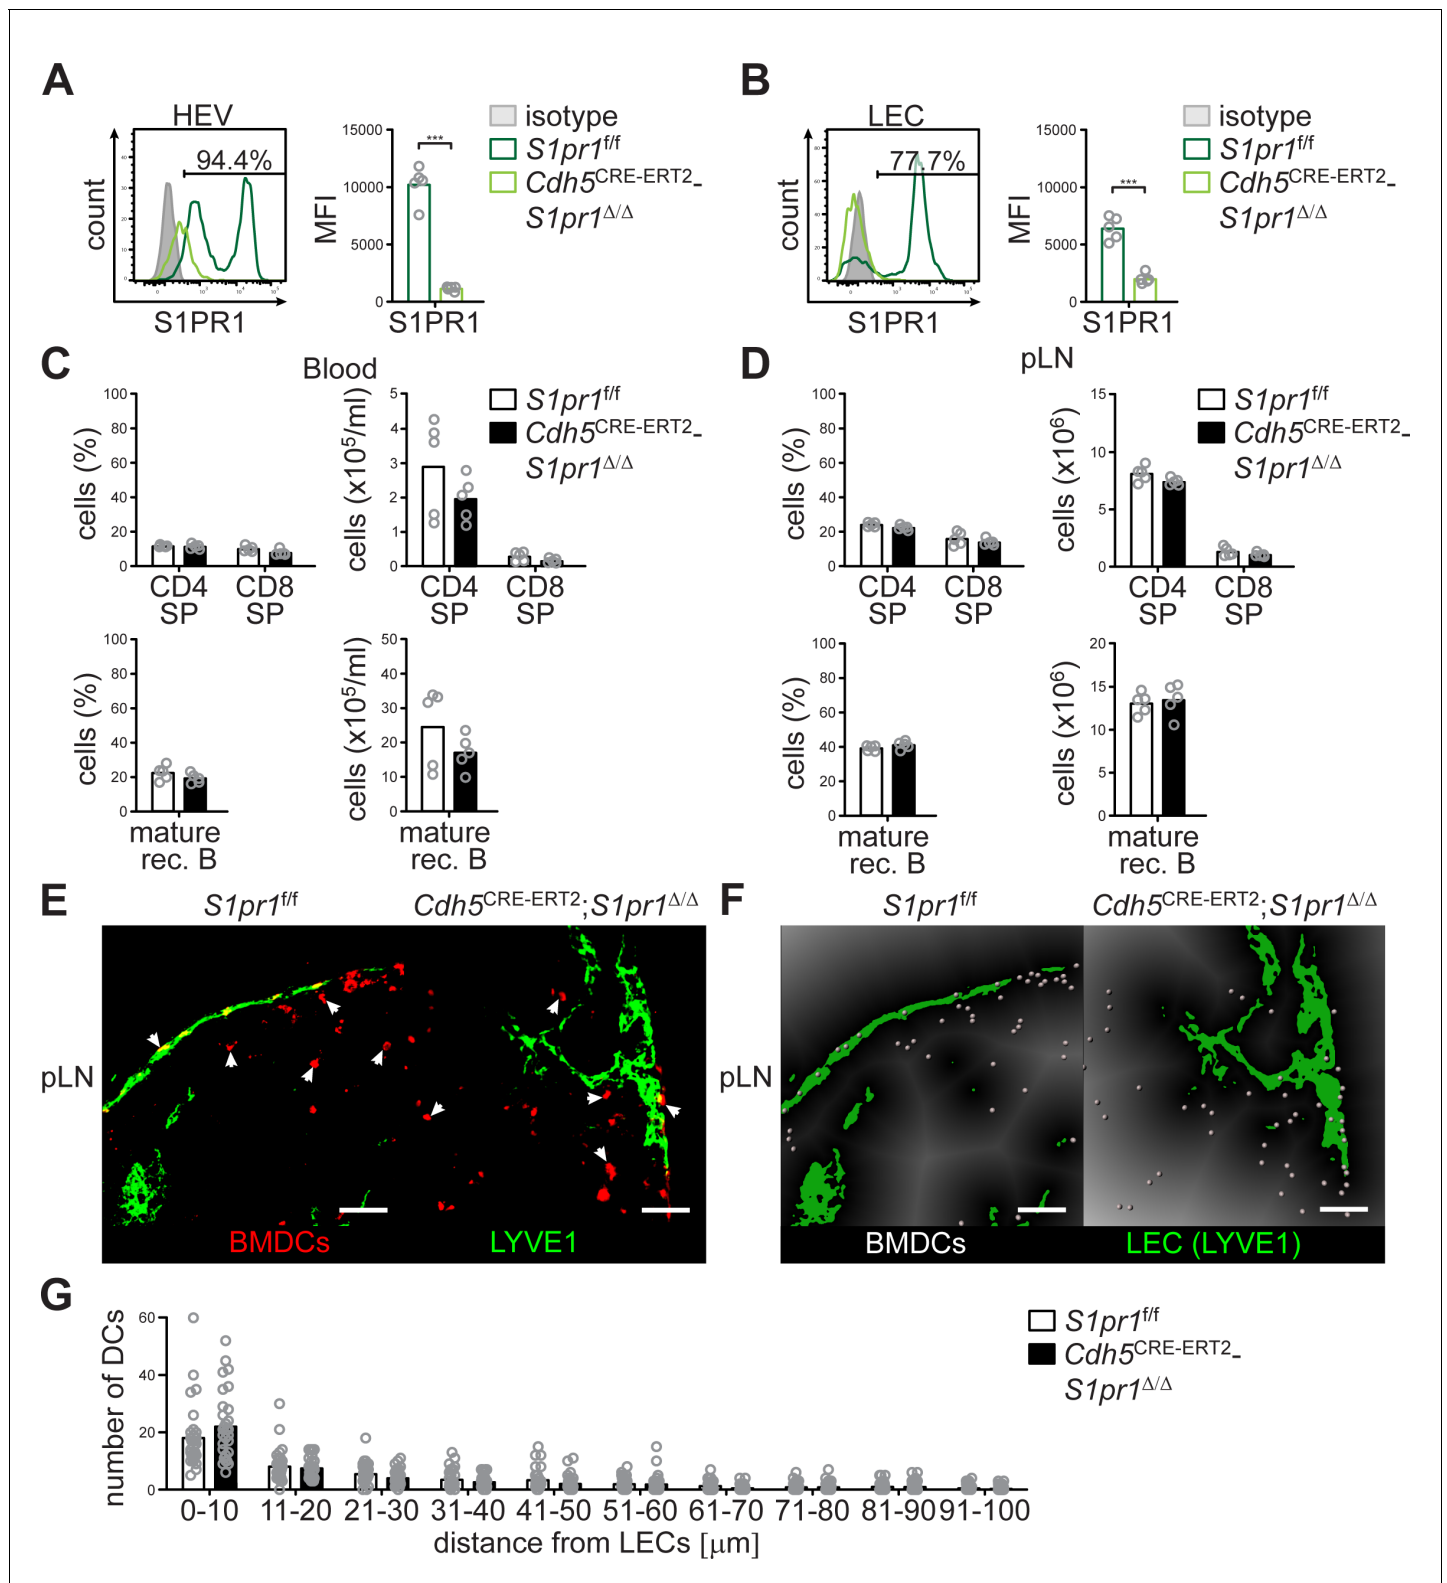 A
HEV
94.4%
count
S1PR1
MFI
15000
10000
5000
0
***
S1PR1
isotype
S1pr1f/f
Cdh5CRE-ERT2-
S1pr1Δ/Δ
B
LEC
77.7%
count
S1PR1
MFI
15000
10000
5000
0
***
S1PR1
isotype
S1pr1f/f
Cdh5CRE-ERT2-
S1pr1Δ/Δ
C
Blood
cells (%)
100
80
60
40
20
0
CD4 SP
CD8 SP
cells (x10⁵/ml)
5
4
3
2
1
0
CD4 SP
CD8 SP
S1pr1f/f
Cdh5CRE-ERT2-
S1pr1Δ/Δ
cells (%)
100
80
60
40
20
0
mature
rec. B
cells (x10⁵/ml)
50
40
30
20
10
0
mature
rec. B
D
pLN
cells (%)
100
80
60
40
20
0
CD4 SP
CD8 SP
cells (x10⁶)
15
10
5
0
CD4 SP
CD8 SP
S1pr1f/f
Cdh5CRE-ERT2-
S1pr1Δ/Δ
cells (%)
100
80
60
40
20
0
mature
rec. B
cells (x10⁶)
20
15
10
5
0
mature
rec. B
E
S1pr1f/f
Cdh5CRE-ERT2;S1pr1Δ/Δ
pLN
BMDCs
LYVE1
F
S1pr1f/f
Cdh5CRE-ERT2;S1pr1Δ/Δ
pLN
BMDCs
LEC (LYVE1)
G
number of DCs
60
40
20
0
0-10 11-20 21-30 31-40 41-50 51-60 61-70 71-80 81-90 91-100
distance from LECs [μm]
S1pr1f/f
Cdh5CRE-ERT2-
S1pr1Δ/Δ